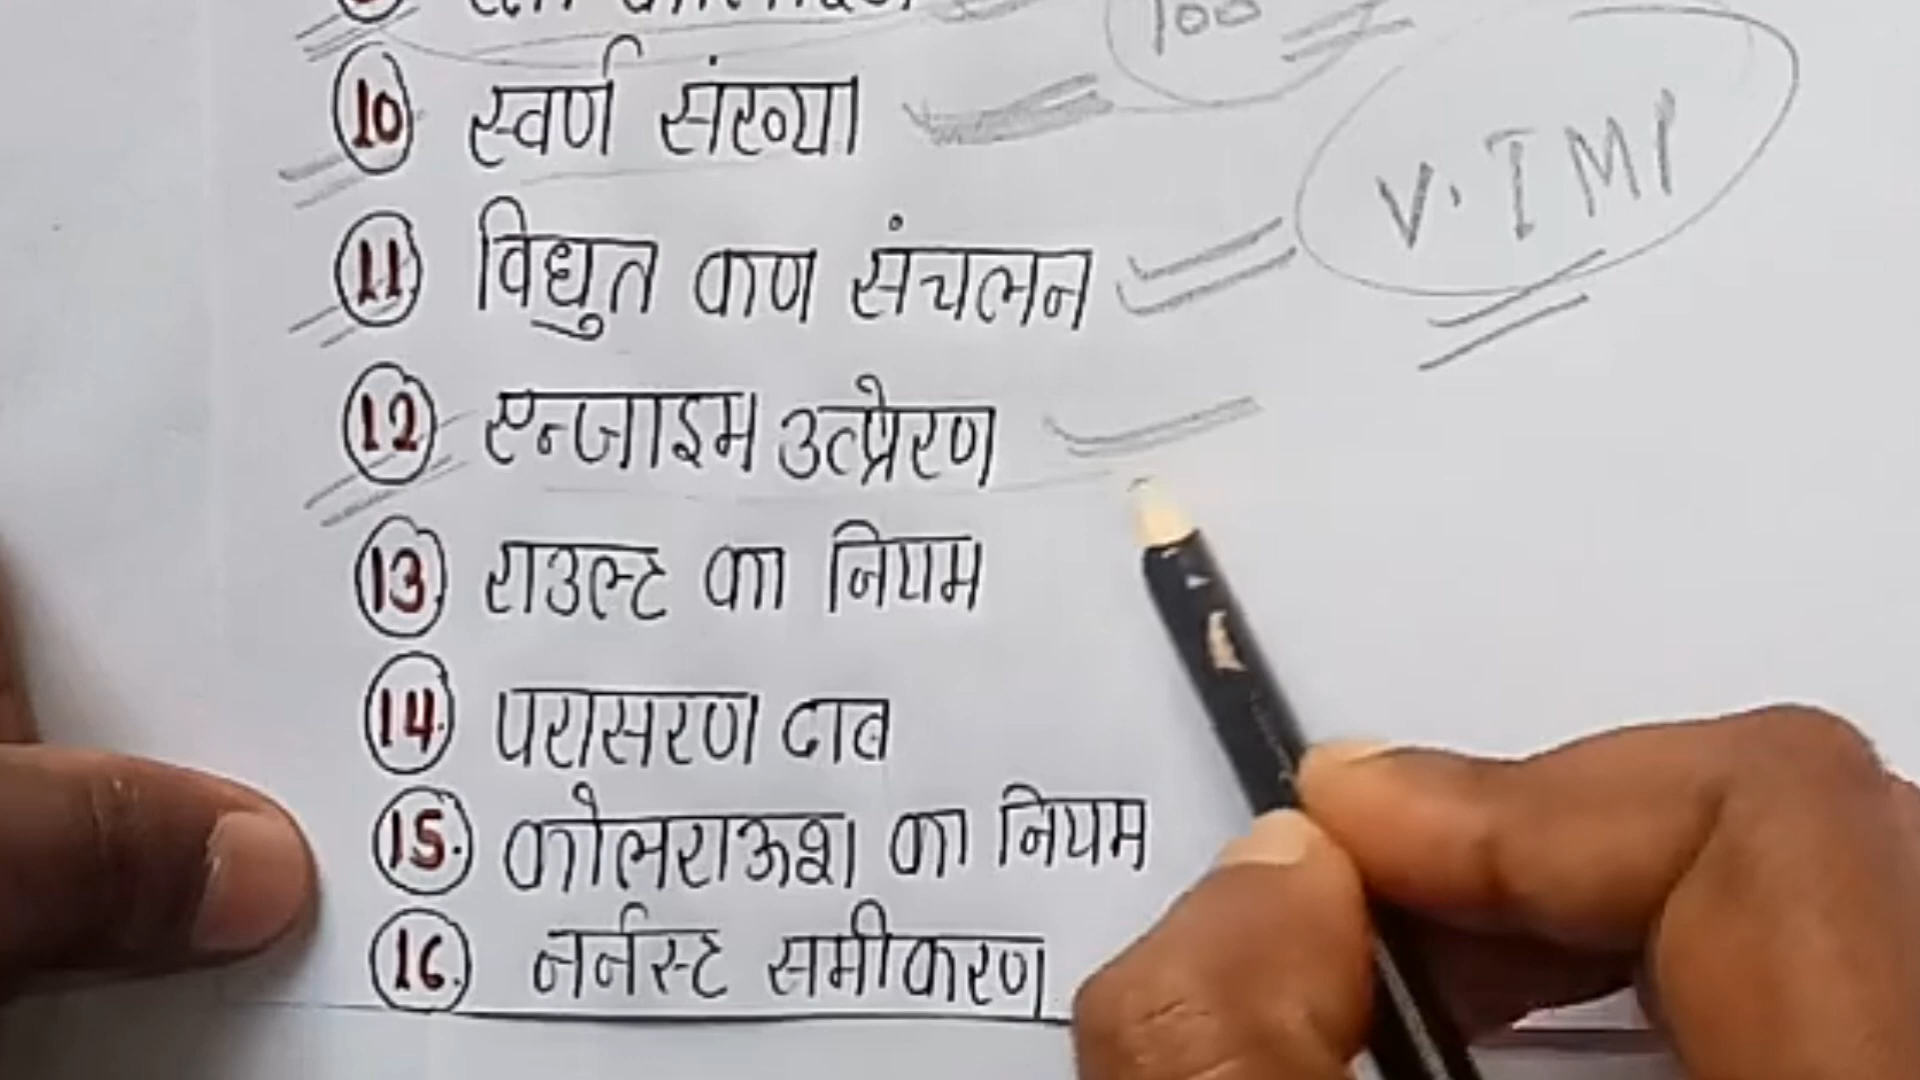 100
10 स्वर्ण संख्या
V. IMP
11 विधुत कण संचलन
12 एन्जाइम उत्प्रेरण
13. राउल्ट का नियम
14. परासरण दाब
15. कोलराऊश का नियम
16. नर्नस्ट समीकरण